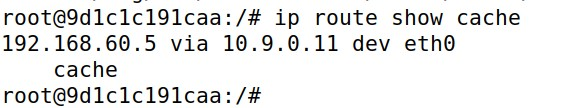 root@9d1c1c191caa:/# ip route show cache
192.168.60.5 via 10.9.0.11 dev eth0
    cache
root@9d1c1c191caa:/#